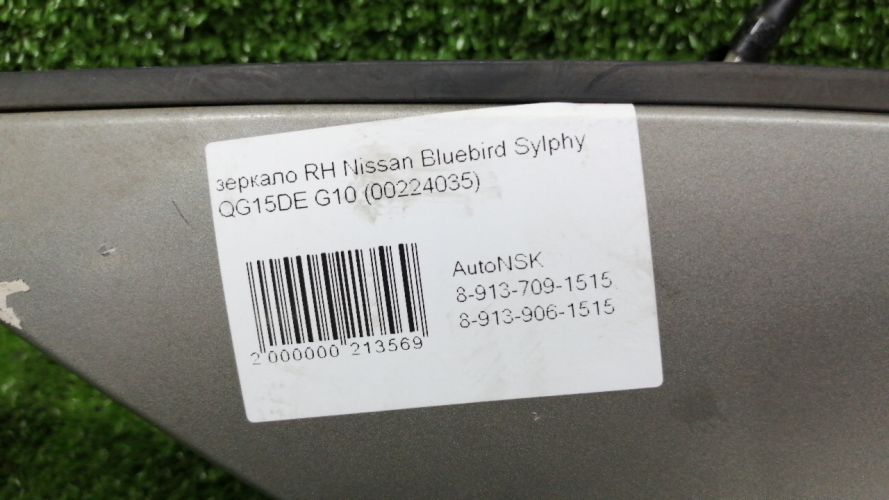 зеркало RH Nissan Bluebird Sylphy
QG15DE G10 (00224035)
AutoNSK
8-913-709-1515
8-913-906-1515
2 000000 213569